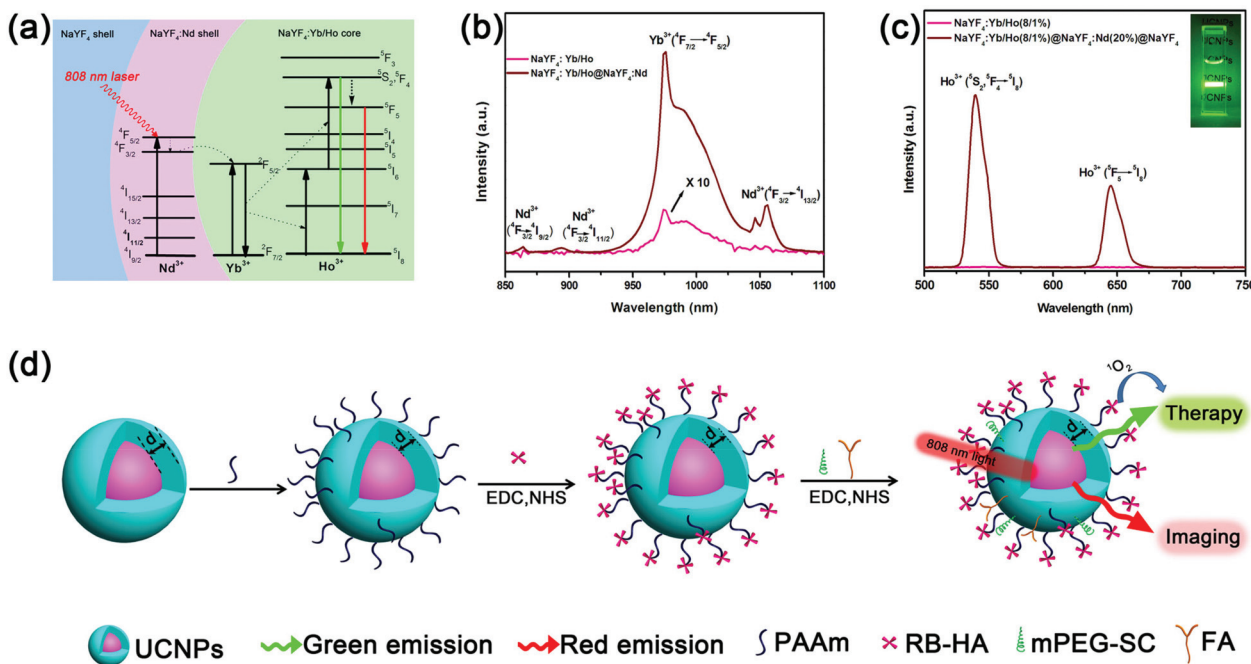 (a)
NaYF₄ shell
NaYF₄:Nd shell
NaYF₄:Yb/Ho core
808 nm laser
⁵F₃
⁵S₂,⁵F₄
⁵F₅
⁵I₄
⁵I₅
⁵I₆
⁵I₇
⁵I₈
⁴F₅/₂
⁴F₃/₂
⁴I₁₅/₂
⁴I₁₃/₂
⁴I₁₁/₂
⁴I₉/₂
²F₅/₂
²F₇/₂
Nd³⁺
Yb³⁺
Ho³⁺
(b)
Intensity (a.u.)
Yb³⁺(⁴F₇/₂→⁴F₅/₂)
NaYF₄: Yb/Ho
NaYF₄: Yb/Ho@NaYF₄:Nd
X 10
Nd³⁺
(⁴F₃/₂→⁴I₉/₂)
Nd³⁺
(⁴F₃/₂→⁴I₁₁/₂)
Nd³⁺(⁴F₃/₂→⁴I₁₃/₂)
850 900 950 1000 1050 1100
Wavelength (nm)
(c)
Intensity (a.u.)
NaYF₄:Yb/Ho(8/1%)
NaYF₄:Yb/Ho(8/1%)@NaYF₄:Nd(20%)@NaYF₄
Ho³⁺(⁵S₂,⁵F₄→⁵I₈)
Ho³⁺(⁵F₅→⁵I₈)
UCNPs
UCNPs
UCNPs
UCNPs
500 550 600 650 700 750
Wavelength (nm)
(d)
d
d
EDC,NHS
d
EDC,NHS
d
808 nm light
¹O₂
Therapy
Imaging
UCNPs
Green emission
Red emission
PAAm
RB-HA
mPEG-SC
FA